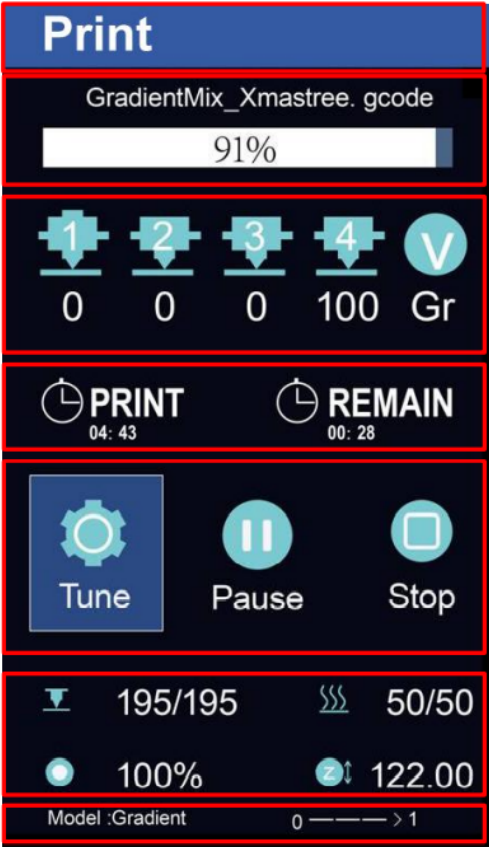 Print
GradientMix_Xmastree. gcode
91%
1 2 3 4 V
0 0 0 100 Gr
PRINT REMAIN
04: 43 00: 28
Tune Pause Stop
195/195 50/50
100% Z 122.00
Model :Gradient 0 ———> 1